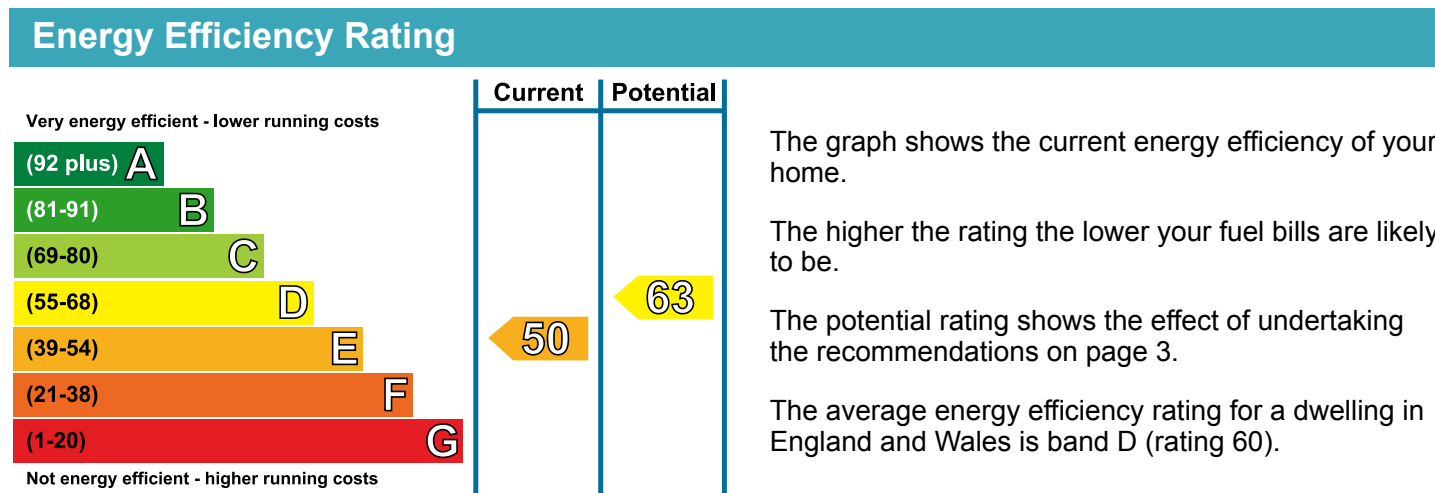 Energy Efficiency Rating
Current Potential
Very energy efficient - lower running costs
(92 plus) A
(81-91) B
(69-80) C
(55-68) D
(39-54) E
(21-38) F
(1-20) G
Not energy efficient - higher running costs
63
50
The graph shows the current energy efficiency of your
home.
The higher the rating the lower your fuel bills are likely
to be.
The potential rating shows the effect of undertaking
the recommendations on page 3.
The average energy efficiency rating for a dwelling in
England and Wales is band D (rating 60).